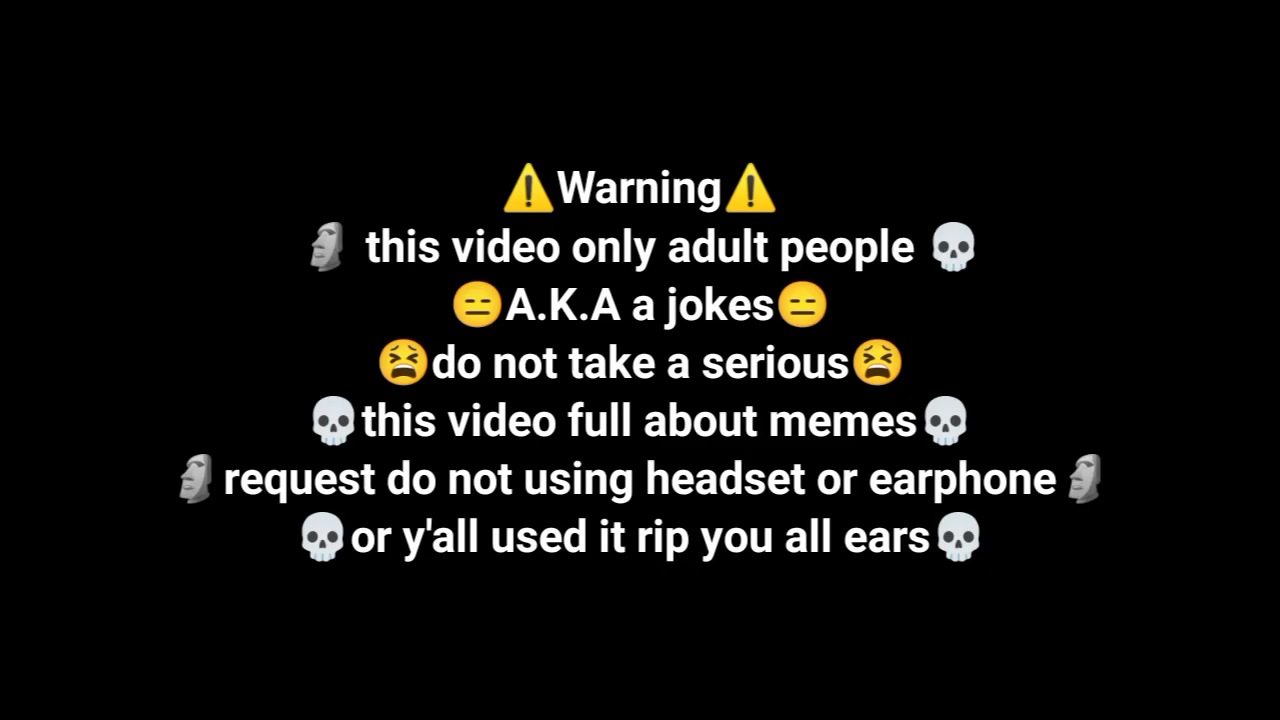 ⚠️Warning⚠️
🗿 this video only adult people 💀
😑A.K.A a jokes😑
😫do not take a serious😫
💀this video full about memes💀
🗿request do not using headset or earphone🗿
💀or y'all used it rip you all ears💀